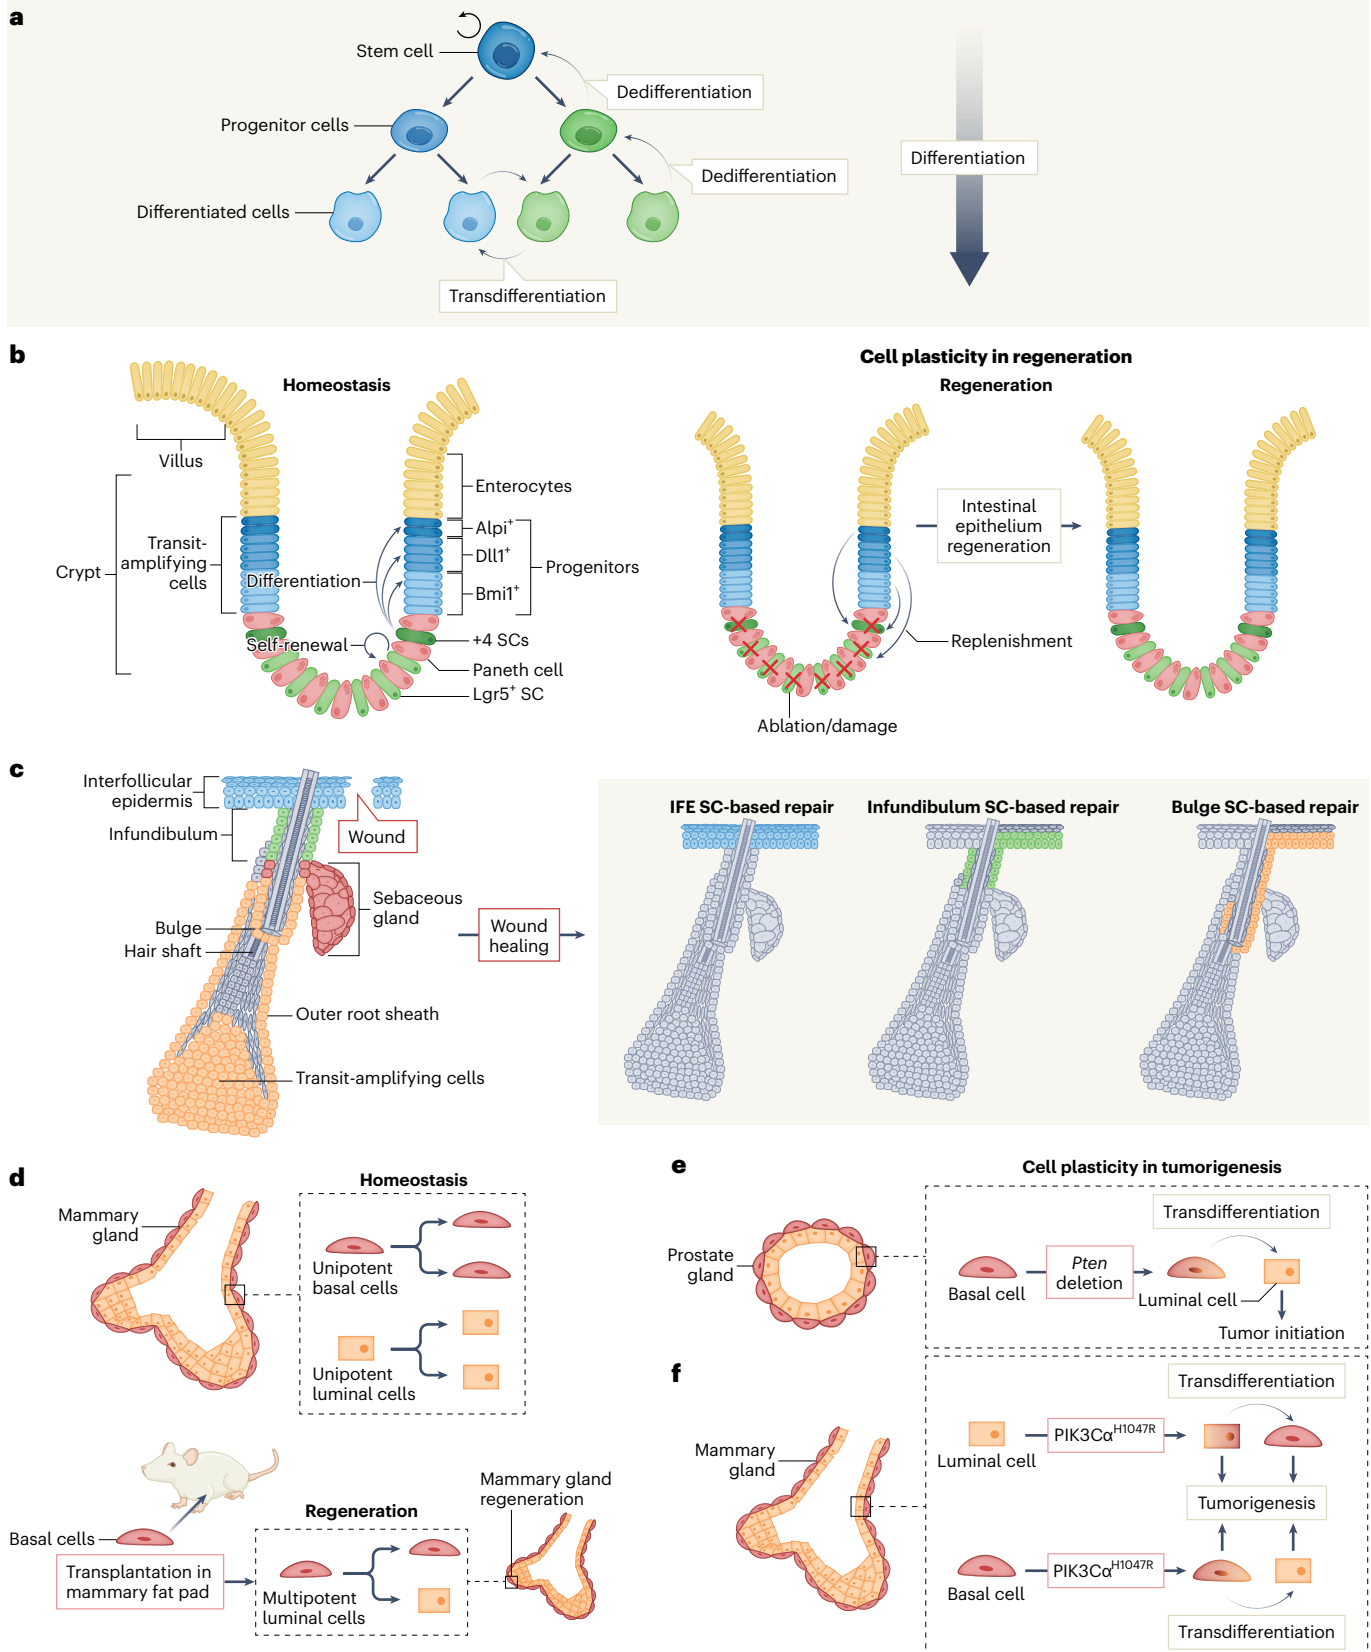 a
Stem cell
Dedifferentiation
Progenitor cells
Differentiation
Dedifferentiation
Differentiated cells
Transdifferentiation
b
Cell plasticity in regeneration
Homeostasis
Regeneration
Villus
Enterocytes
Alpi⁺
Dll1⁺
Bmi1⁺
Progenitors
Transit-
amplifying
cells
Crypt
Differentiation
Self-renewal
+4 SCs
Paneth cell
Lgr5⁺ SC
Intestinal
epithelium
regeneration
Replenishment
Ablation/damage
c
Interfollicular
epidermis
Infundibulum
Wound
Sebaceous
gland
Bulge
Hair shaft
Outer root sheath
Transit-amplifying cells
Wound
healing
IFE SC-based repair
Infundibulum SC-based repair
Bulge SC-based repair
d
Homeostasis
Mammary
gland
Unipotent
basal cells
Unipotent
luminal cells
Basal cells
Transplantation in
mammary fat pad
Regeneration
Multipotent
luminal cells
Mammary gland
regeneration
e
Cell plasticity in tumorigenesis
Prostate
gland
Basal cell
Pten
deletion
Transdifferentiation
Luminal cell
Tumor initiation
f
Mammary
gland
Transdifferentiation
Luminal cell
PIK3Cα^H1047R
Tumorigenesis
Basal cell
PIK3Cα^H1047R
Transdifferentiation